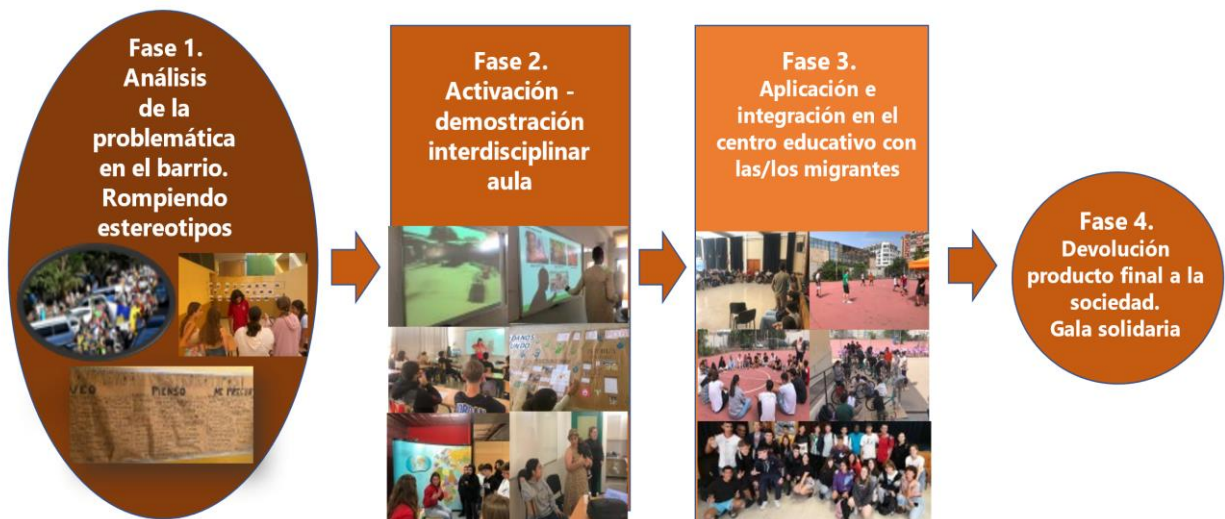 Fase 1.
Análisis
de la
problemática
en el barrio.
Rompiendo
estereotipos
VEO PIENSO
Fase 2.
Activación -
demostración
interdisciplinar
aula
Fase 3.
Aplicación e
integración en el
centro educativo con
las/los migrantes
Fase 4.
Devolución
producto final a la
sociedad.
Gala solidaria